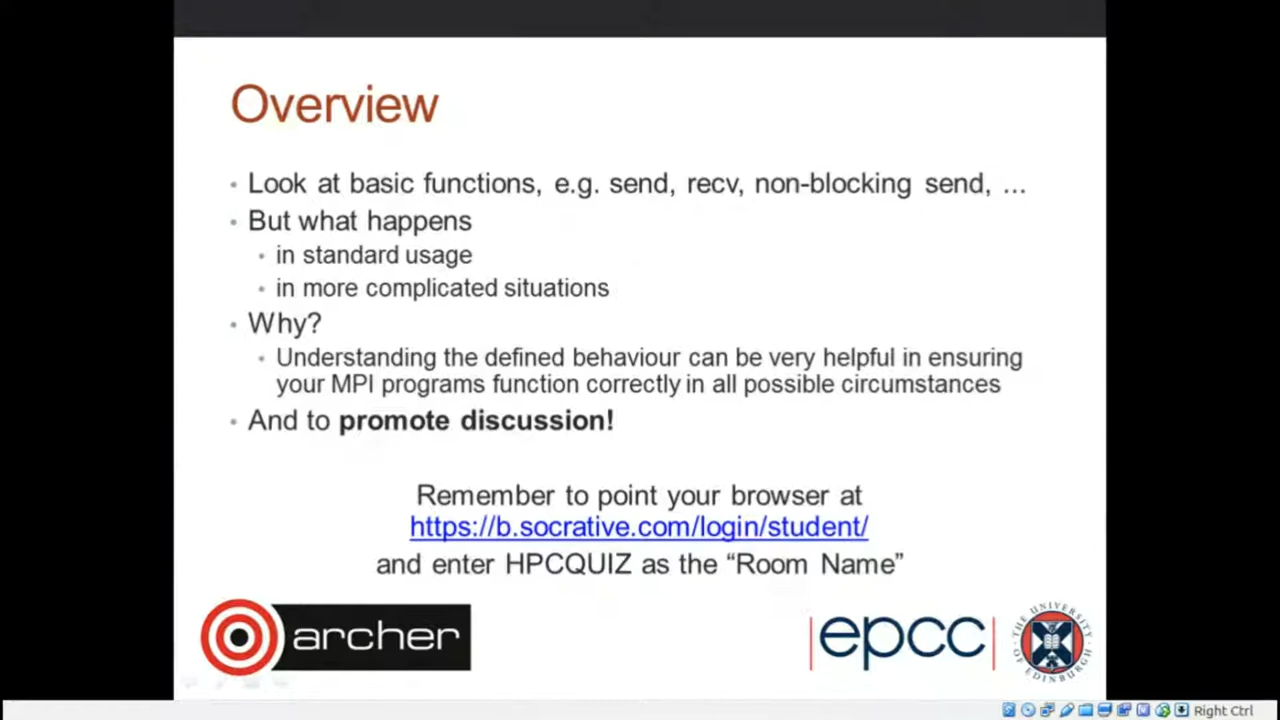 Overview
• Look at basic functions, e.g. send, recv, non-blocking send, ...
• But what happens
• in standard usage
• in more complicated situations
• Why?
• Understanding the defined behaviour can be very helpful in ensuring
your MPI programs function correctly in all possible circumstances
• And to promote discussion!
Remember to point your browser at
https://b.socrative.com/login/student/
and enter HPCQUIZ as the “Room Name”
archer
|epcc|
THE UNIVERSITY
OF EDINBURGH
Right Ctrl